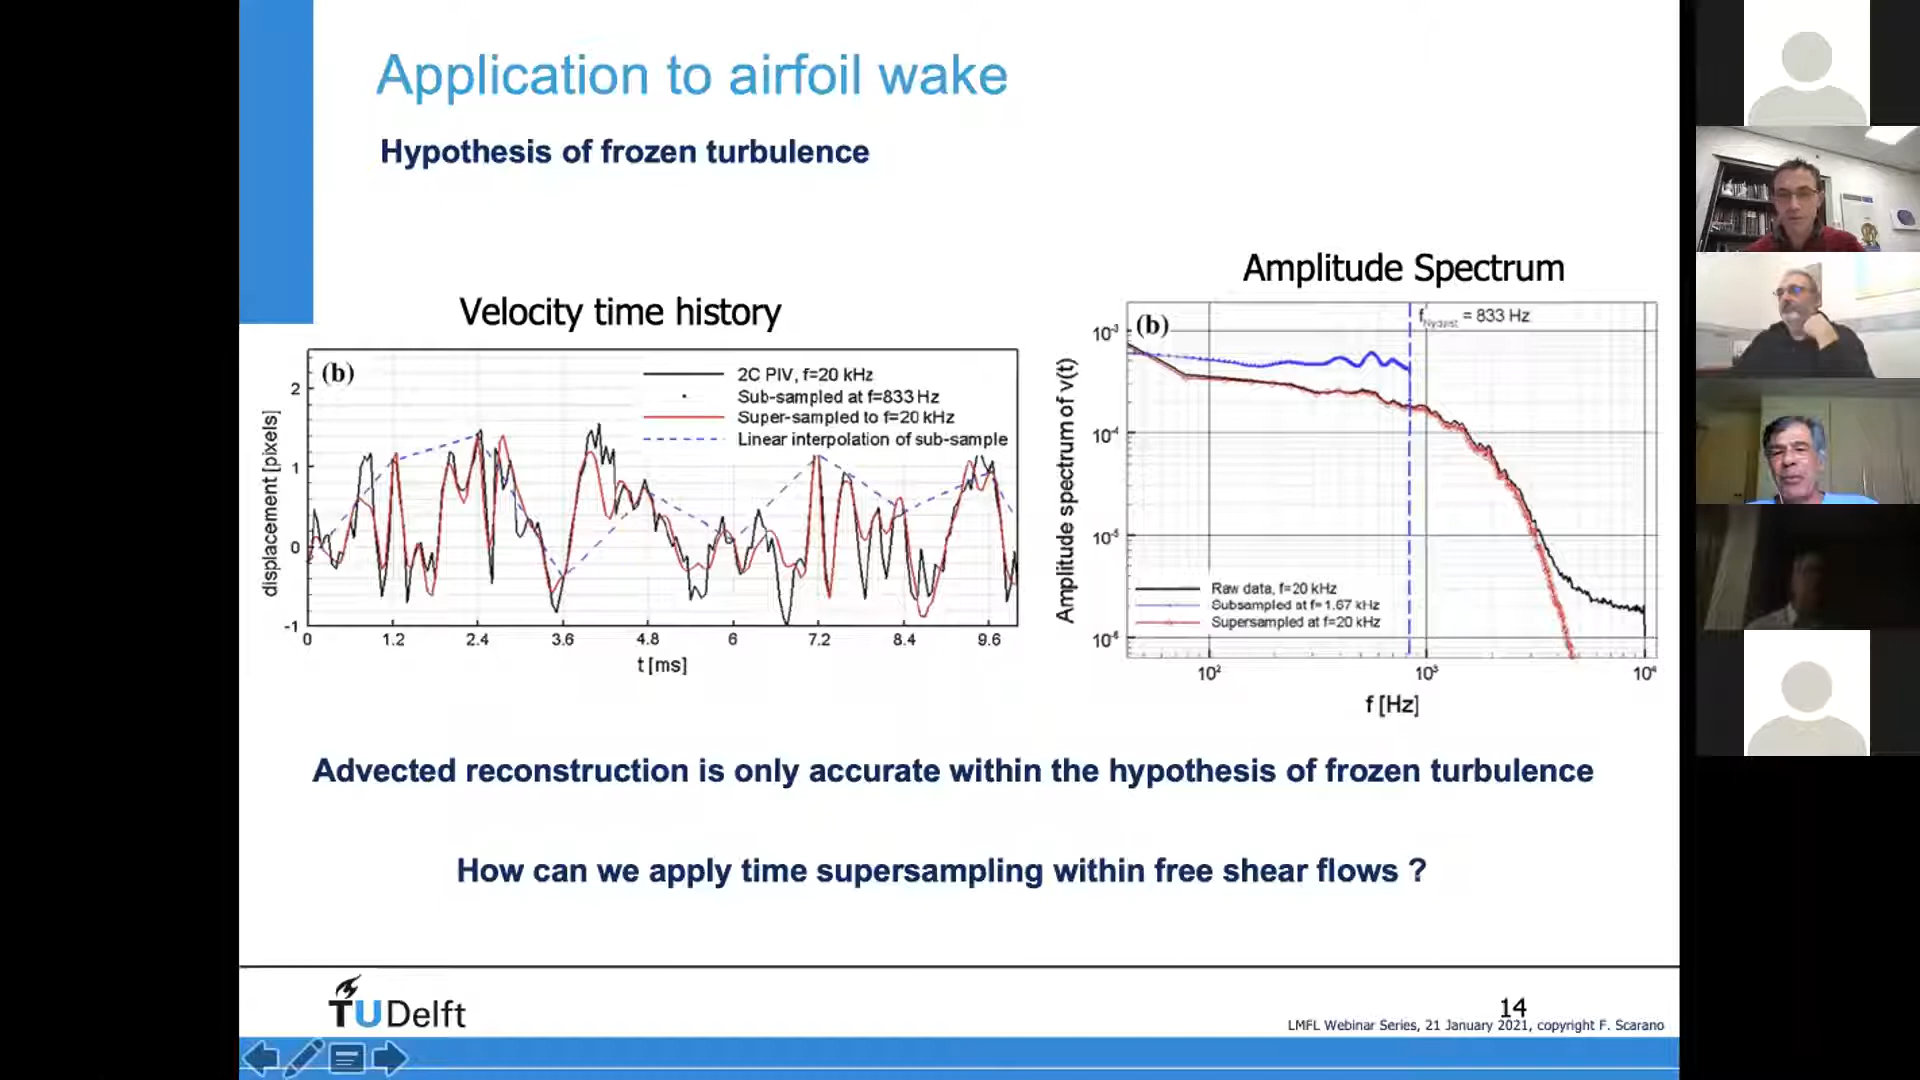 Application to airfoil wake
Hypothesis of frozen turbulence
Velocity time history
(b)
2C PIV, f=20 kHz
Sub-sampled at f=833 Hz
Super-sampled to f=20 kHz
Linear interpolation of sub-sample
displacement [pixels]
2
1
0
-1
0 1.2 2.4 3.6 4.8 6 7.2 8.4 9.6
t [ms]
Amplitude Spectrum
(b)
fNyquist = 833 Hz
Amplitude spectrum of v(t)
10-3
10-4
10-5
10-6
Raw data, f=20 kHz
Subsampled at f=1.67 kHz
Supersampled at f=20 kHz
10² 10³ 10⁴
f [Hz]
Advected reconstruction is only accurate within the hypothesis of frozen turbulence
How can we apply time supersampling within free shear flows ?
TUDelft
14
LMFL Webinar Series, 21 January 2021, copyright F. Scarano